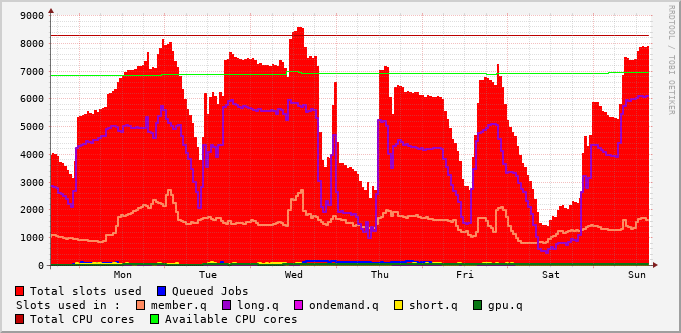 9000
8000
7000
6000
5000
4000
3000
2000
1000
0
Mon Tue Wed Thu Fri Sat Sun
RRDTOOL / TOBI OETIKER
Total slots used Queued Jobs
Slots used in : member.q long.q ondemand.q short.q gpu.q
Total CPU cores Available CPU cores